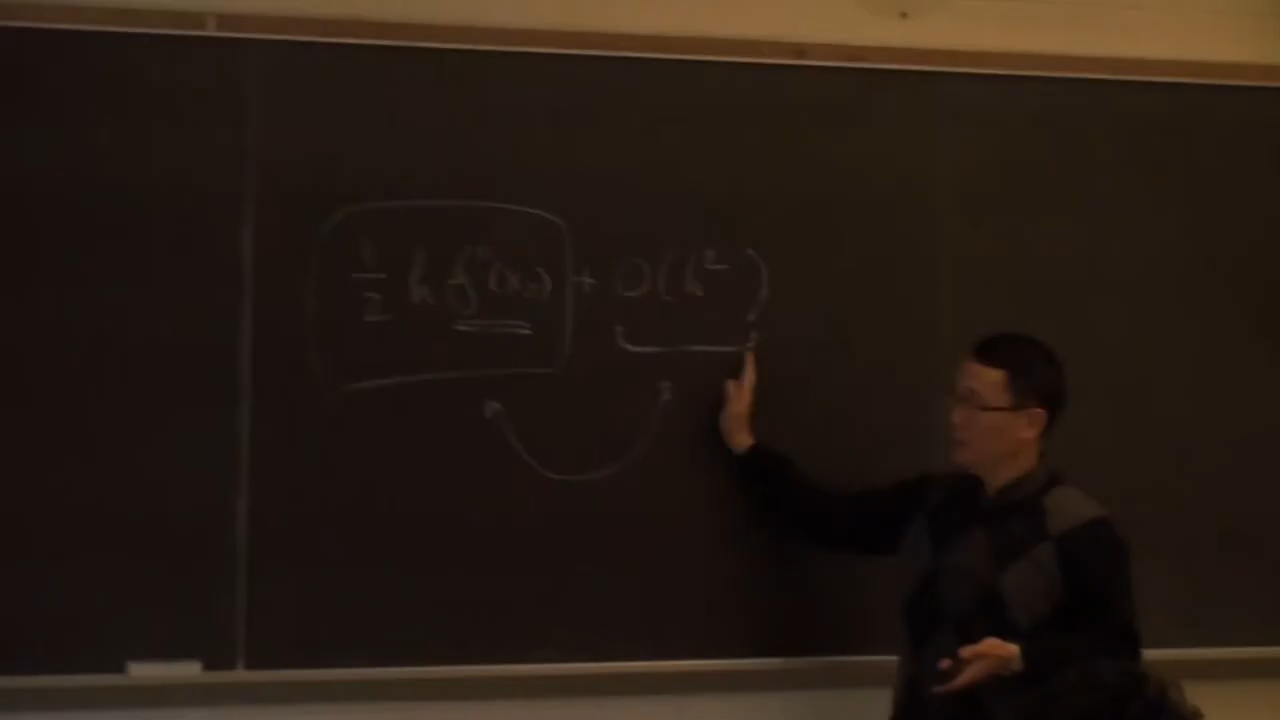 ½ h f''(x₀) + O(h²)